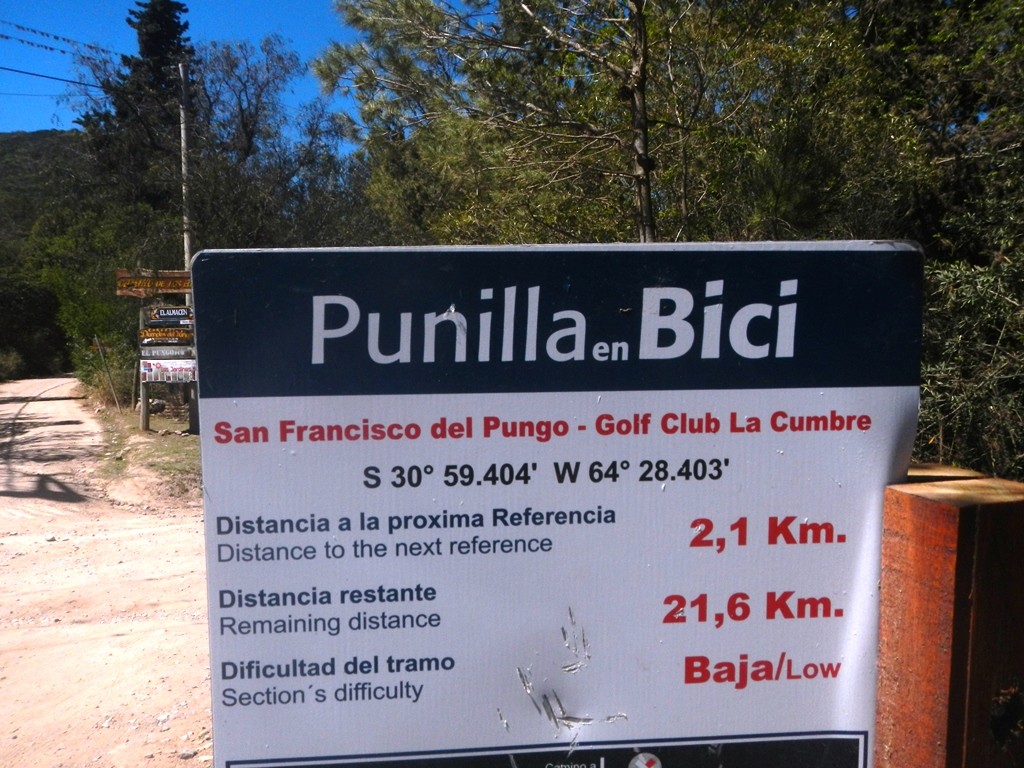 Punilla en Bici
San Francisco del Pungo - Golf Club La Cumbre
S 30° 59.404' W 64° 28.403'
Distancia a la proxima Referencia
Distance to the next reference
2,1 Km.
Distancia restante
Remaining distance
21,6 Km.
Dificultad del tramo
Section´s difficulty
Baja/Low
Camino a
EL ALMACEN